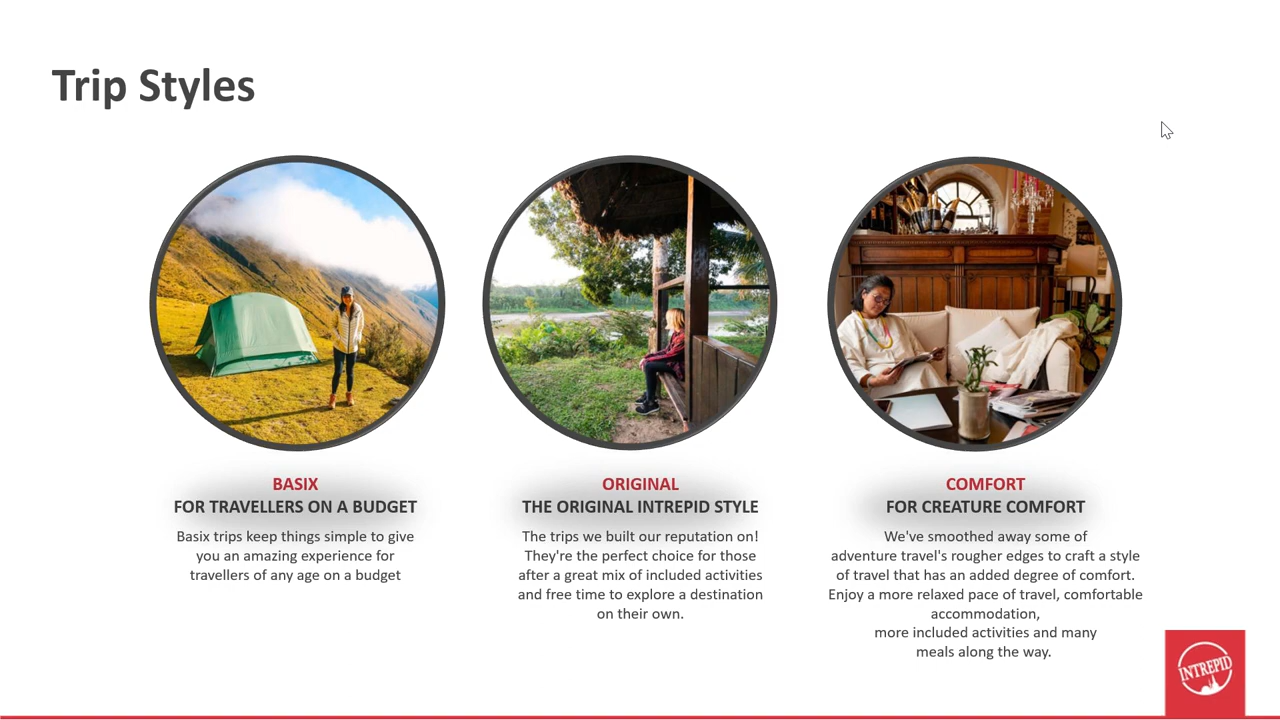 Trip Styles
BASIX
FOR TRAVELLERS ON A BUDGET
Basix trips keep things simple to give
you an amazing experience for
travellers of any age on a budget
ORIGINAL
THE ORIGINAL INTREPID STYLE
The trips we built our reputation on!
They're the perfect choice for those
after a great mix of included activities
and free time to explore a destination
on their own.
COMFORT
FOR CREATURE COMFORT
We've smoothed away some of
adventure travel's rougher edges to craft a style
of travel that has an added degree of comfort.
Enjoy a more relaxed pace of travel, comfortable
accommodation,
more included activities and many
meals along the way.
INTREPID